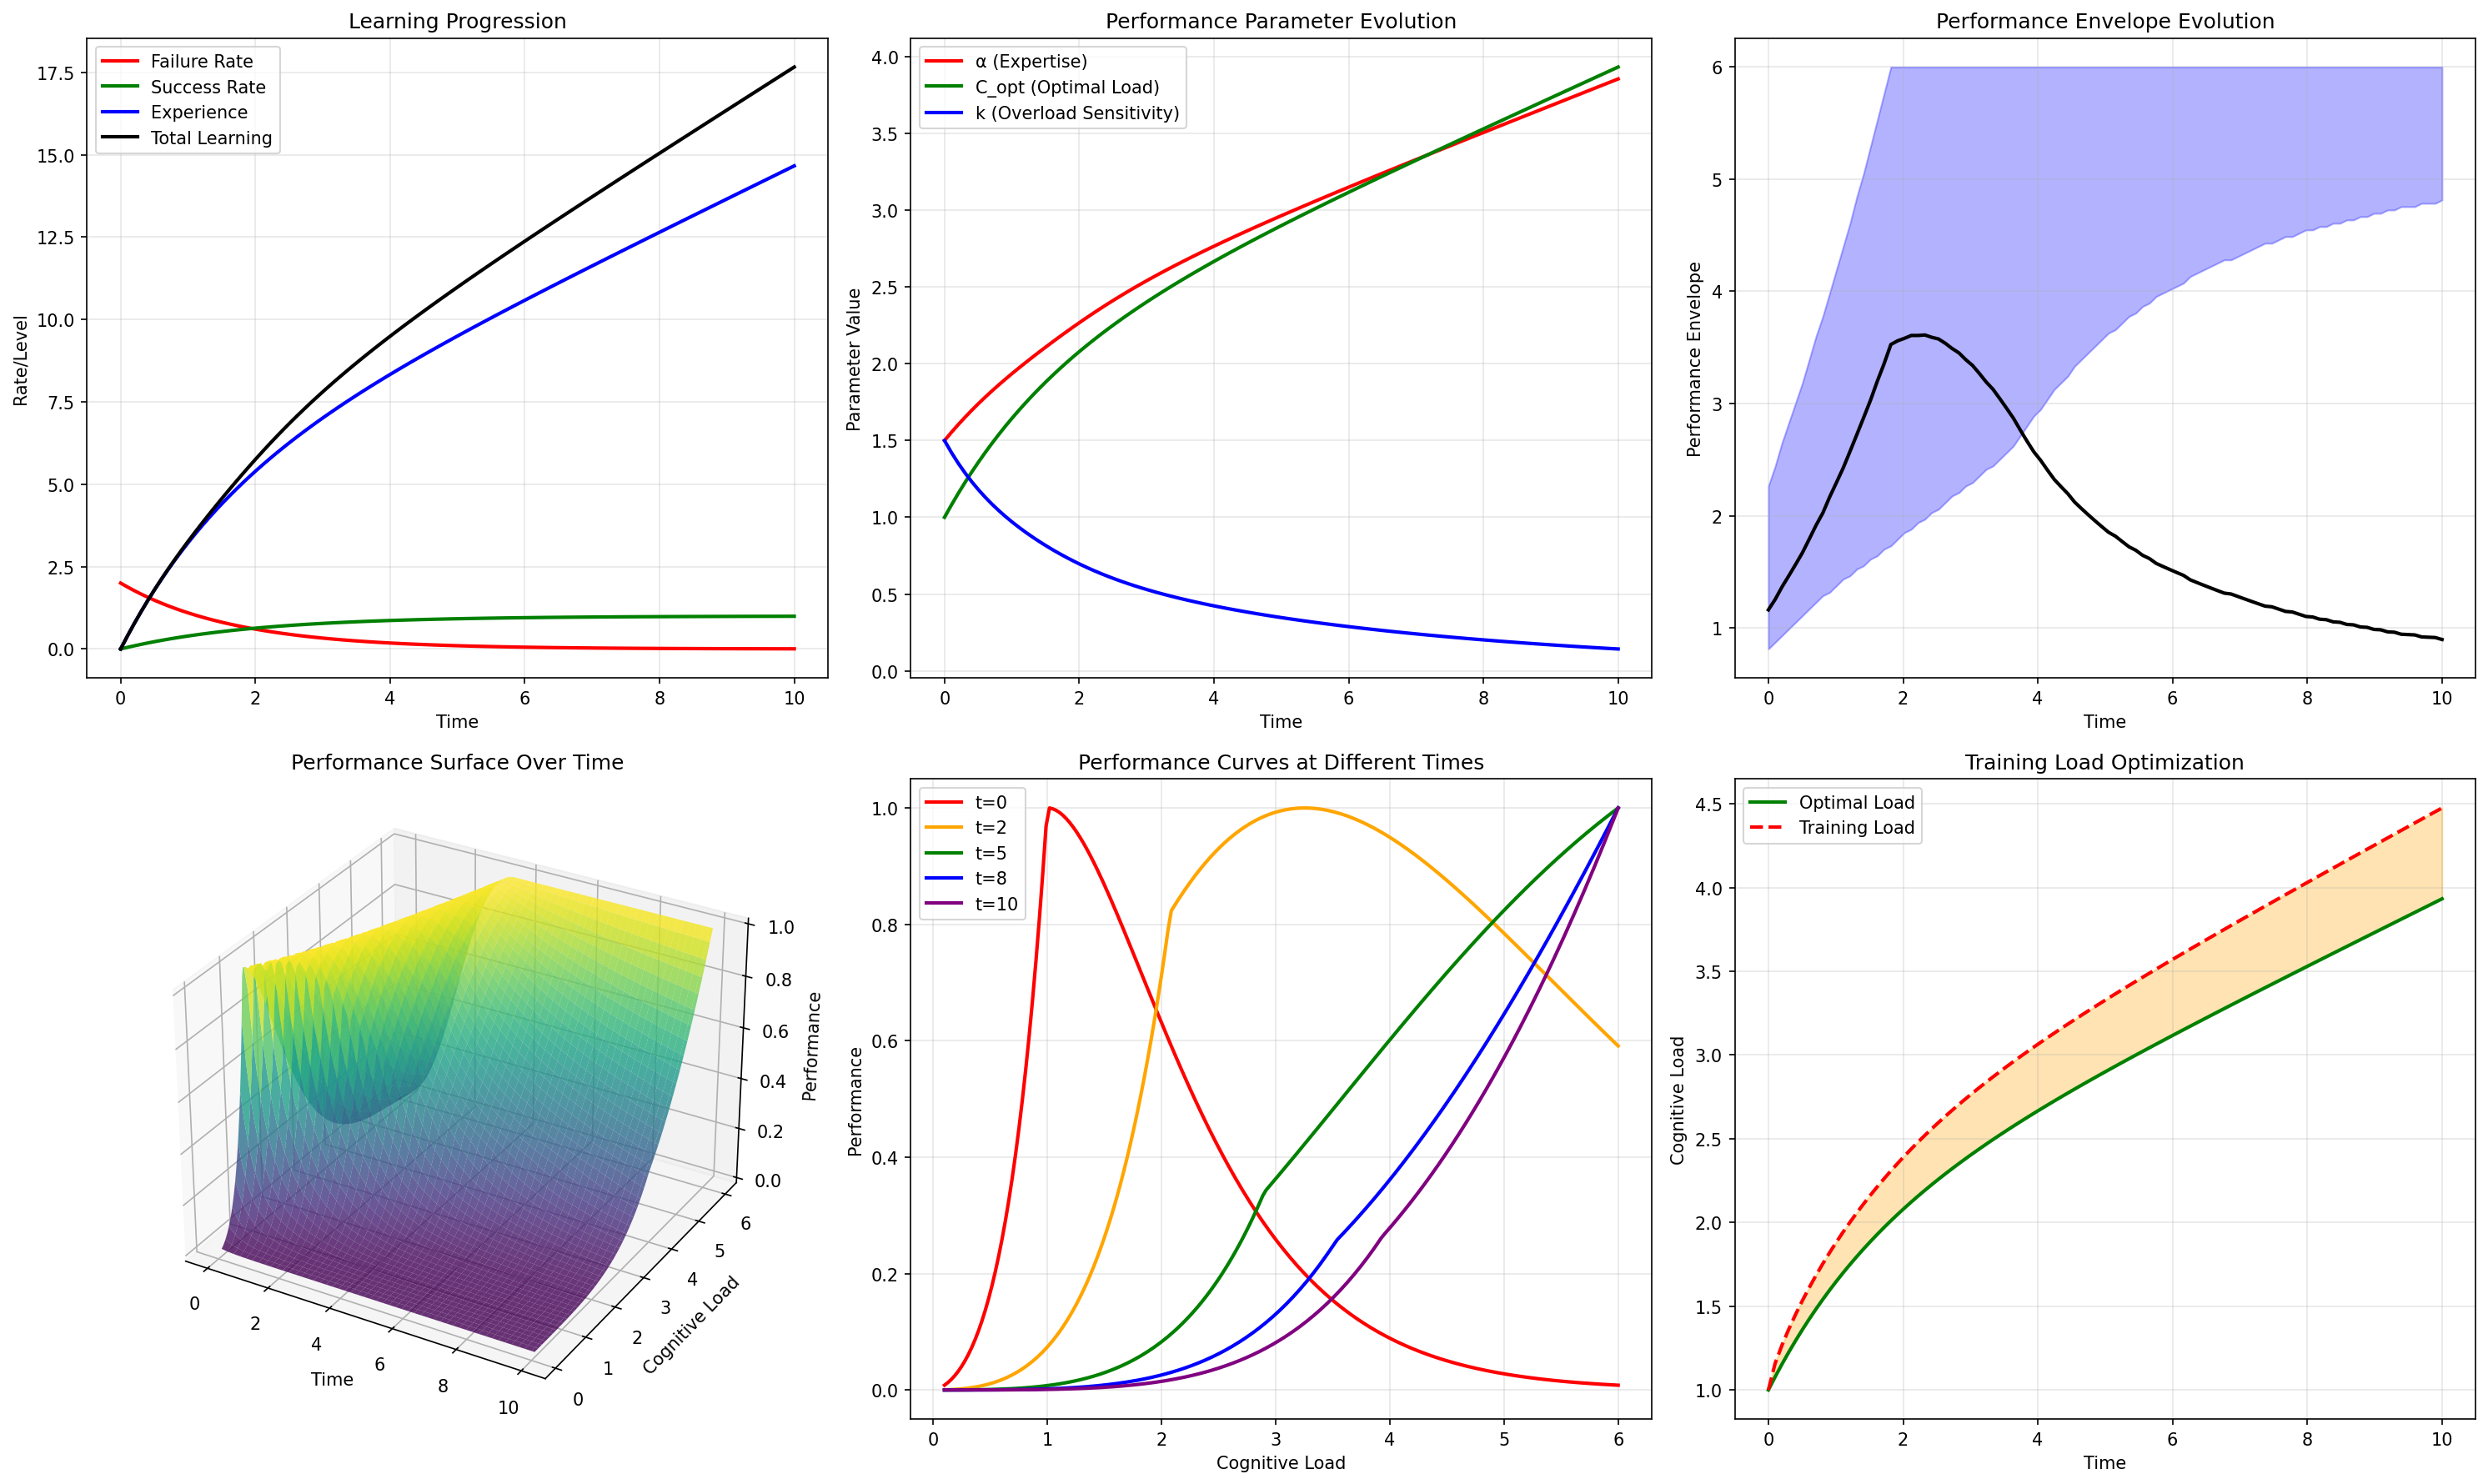 Learning Progression
Failure Rate
Success Rate
Experience
Total Learning
Rate/Level
17.5
15.0
12.5
10.0
7.5
5.0
2.5
0.0
0 2 4 6 8 10
Time
Performance Parameter Evolution
α (Expertise)
C_opt (Optimal Load)
k (Overload Sensitivity)
Parameter Value
4.0
3.5
3.0
2.5
2.0
1.5
1.0
0.5
0.0
0 2 4 6 8 10
Time
Performance Envelope Evolution
Performance Envelope
6
5
4
3
2
1
0 2 4 6 8 10
Time
Performance Surface Over Time
Performance
1.0
0.8
0.6
0.4
0.2
0.0
0 2 4 6 8 10
Time
0 1 2 3 4 5 6
Cognitive Load
Performance Curves at Different Times
t=0
t=2
t=5
t=8
t=10
Performance
1.0
0.8
0.6
0.4
0.2
0.0
0 1 2 3 4 5 6
Cognitive Load
Training Load Optimization
Optimal Load
Training Load
Cognitive Load
4.5
4.0
3.5
3.0
2.5
2.0
1.5
1.0
0 2 4 6 8 10
Time